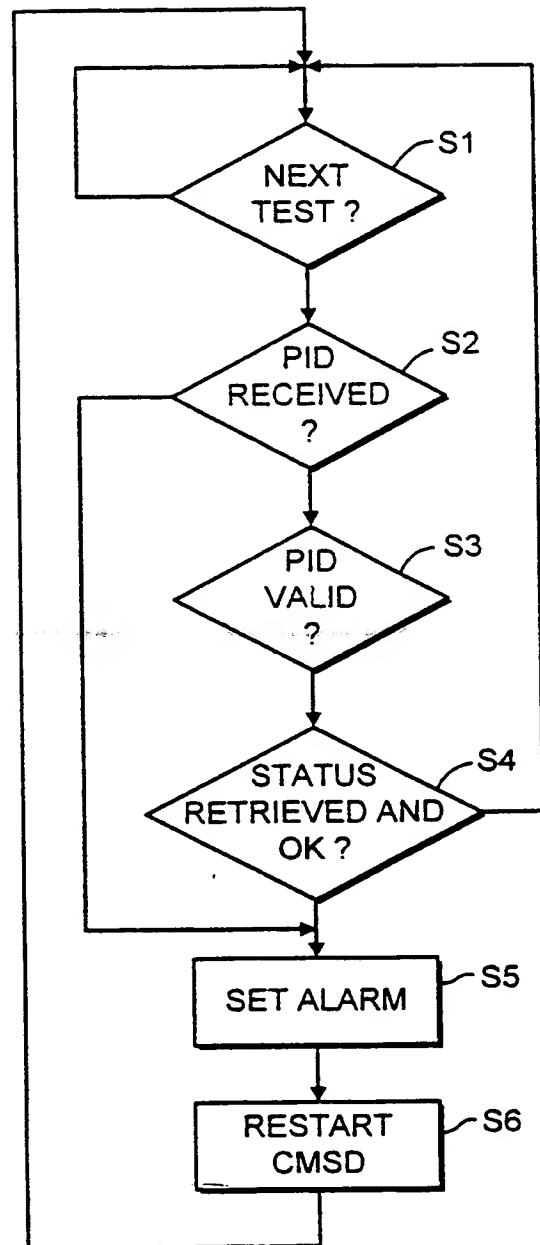 S1
NEXT
TEST ?
S2
PID
RECEIVED
?
S3
PID
VALID
?
S4
STATUS
RETRIEVED AND
OK ?
S5
SET ALARM
S6
RESTART
CMSD